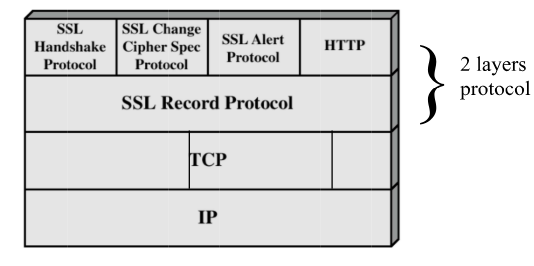 SSL
Handshake
Protocol
SSL Change
Cipher Spec
Protocol
SSL Alert
Protocol
HTTP
2 layers
protocol
SSL Record Protocol
TCP
IP